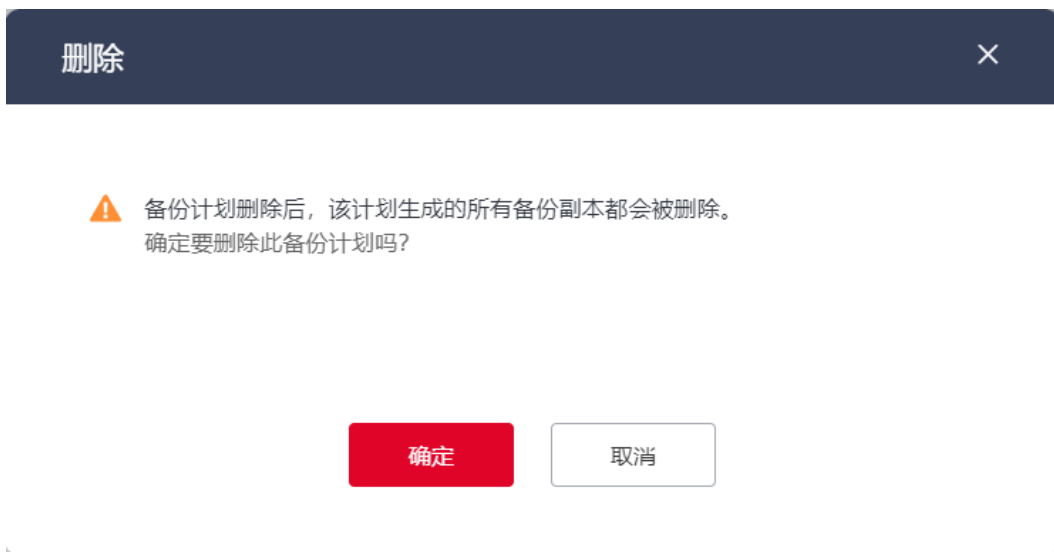 删除
备份计划删除后，该计划生成的所有备份副本都会被删除。
确定要删除此备份计划吗？
确定
取消